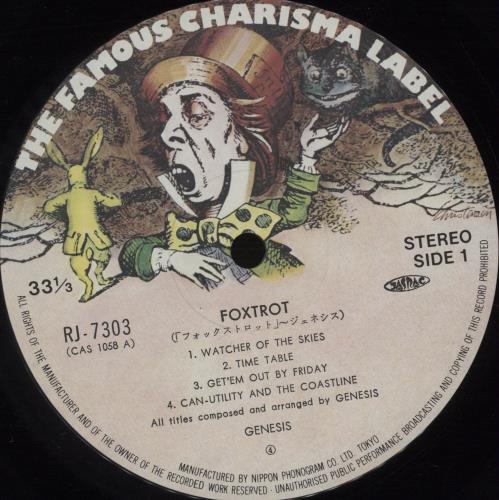 THE FAMOUS CHARISMA LABEL
Christwain
33⅓
STEREO
SIDE 1
JASRAC
RJ-7303
(CAS 1058 A)
FOXTROT
(「フォックストロット」〜ジェネシス)
1. WATCHER OF THE SKIES
2. TIME TABLE
3. GET'EM OUT BY FRIDAY
4. CAN-UTILITY AND THE COASTLINE
All titles composed and arranged by GENESIS
GENESIS
④
ALL RIGHTS OF THE MANUFACTURER AND OF THE OWNER OF THE RECORDED WORK RESERVED · UNAUTHORISED PUBLIC PERFORMANCE BROADCASTING AND COPYING OF THIS RECORD PROHIBITED
MANUFACTURED BY NIPPON PHONOGRAM CO. LTD. TOKYO